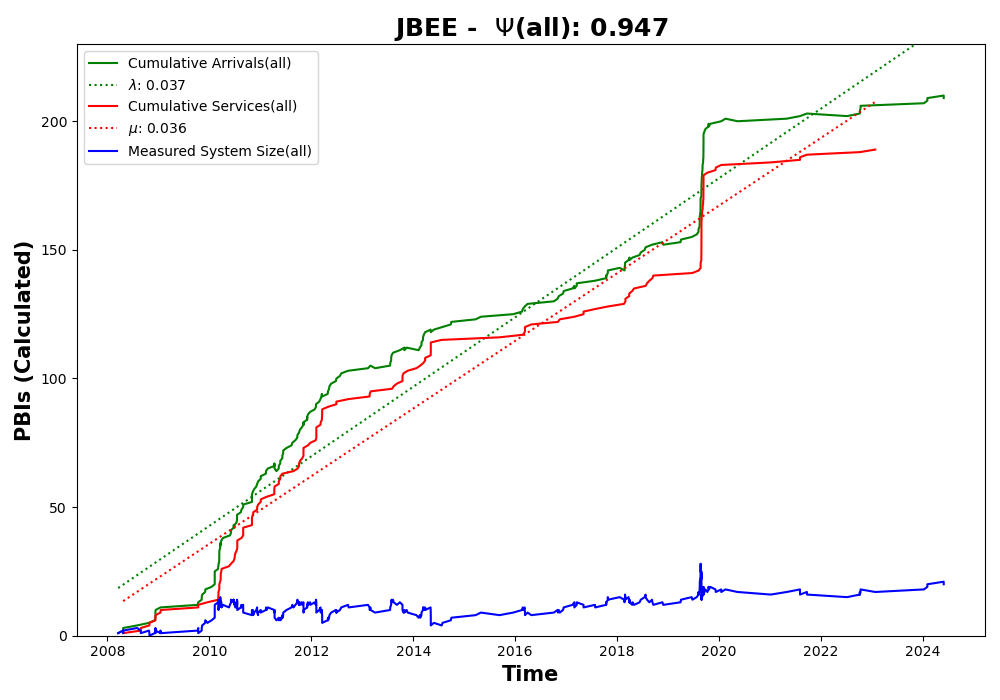 JBEE - Ψ(all): 0.947
Cumulative Arrivals(all)
λ: 0.037
Cumulative Services(all)
μ: 0.036
Measured System Size(all)
PBIs (Calculated)
200
150
100
50
0
2008 2010 2012 2014 2016 2018 2020 2022 2024
Time